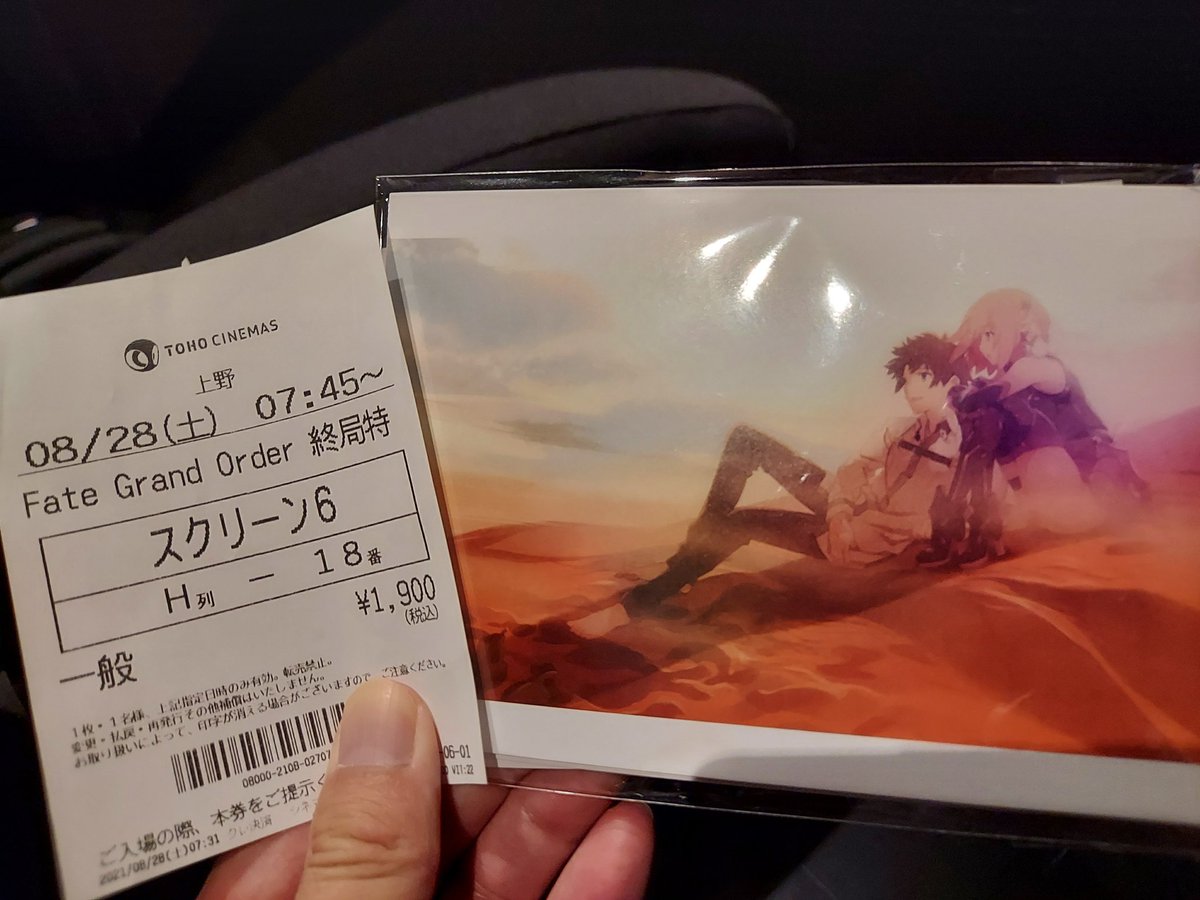 TOHO CINEMAS
上野
08/28(土) 07:45~
Fate Grand Order 終局特
スクリーン6
H列 - 18番
¥1,900
(税込)
一般
1枚・1名様、上記指定日時のみ有効。転売禁止。
変更・払戻・再発行その他補償はいたしません。
お取り扱いによって、印字が消える場合がございますので、ご注意ください。
08000-2108-0270
-06-01
ご入場の際、本券をご提示く
2021/08/28(土)07:31